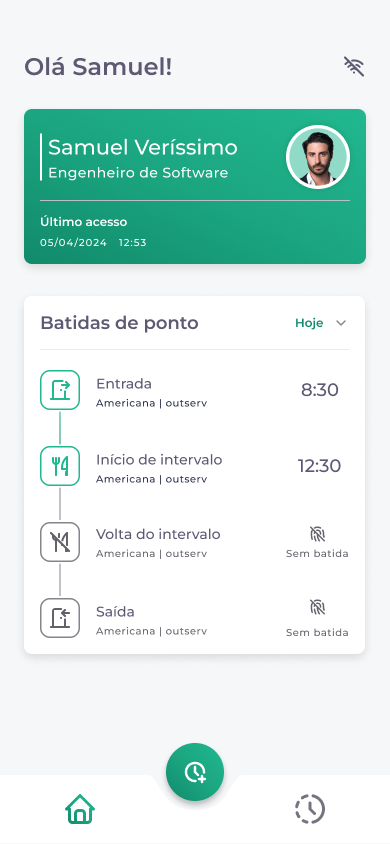 Olá Samuel!
Samuel Veríssimo
Engenheiro de Software
Último acesso
05/04/2024 12:53
Batidas de ponto
Hoje
Entrada
Americana | outserv
8:30
Início de intervalo
Americana | outserv
12:30
Volta do intervalo
Americana | outserv
Sem batida
Saída
Americana | outserv
Sem batida